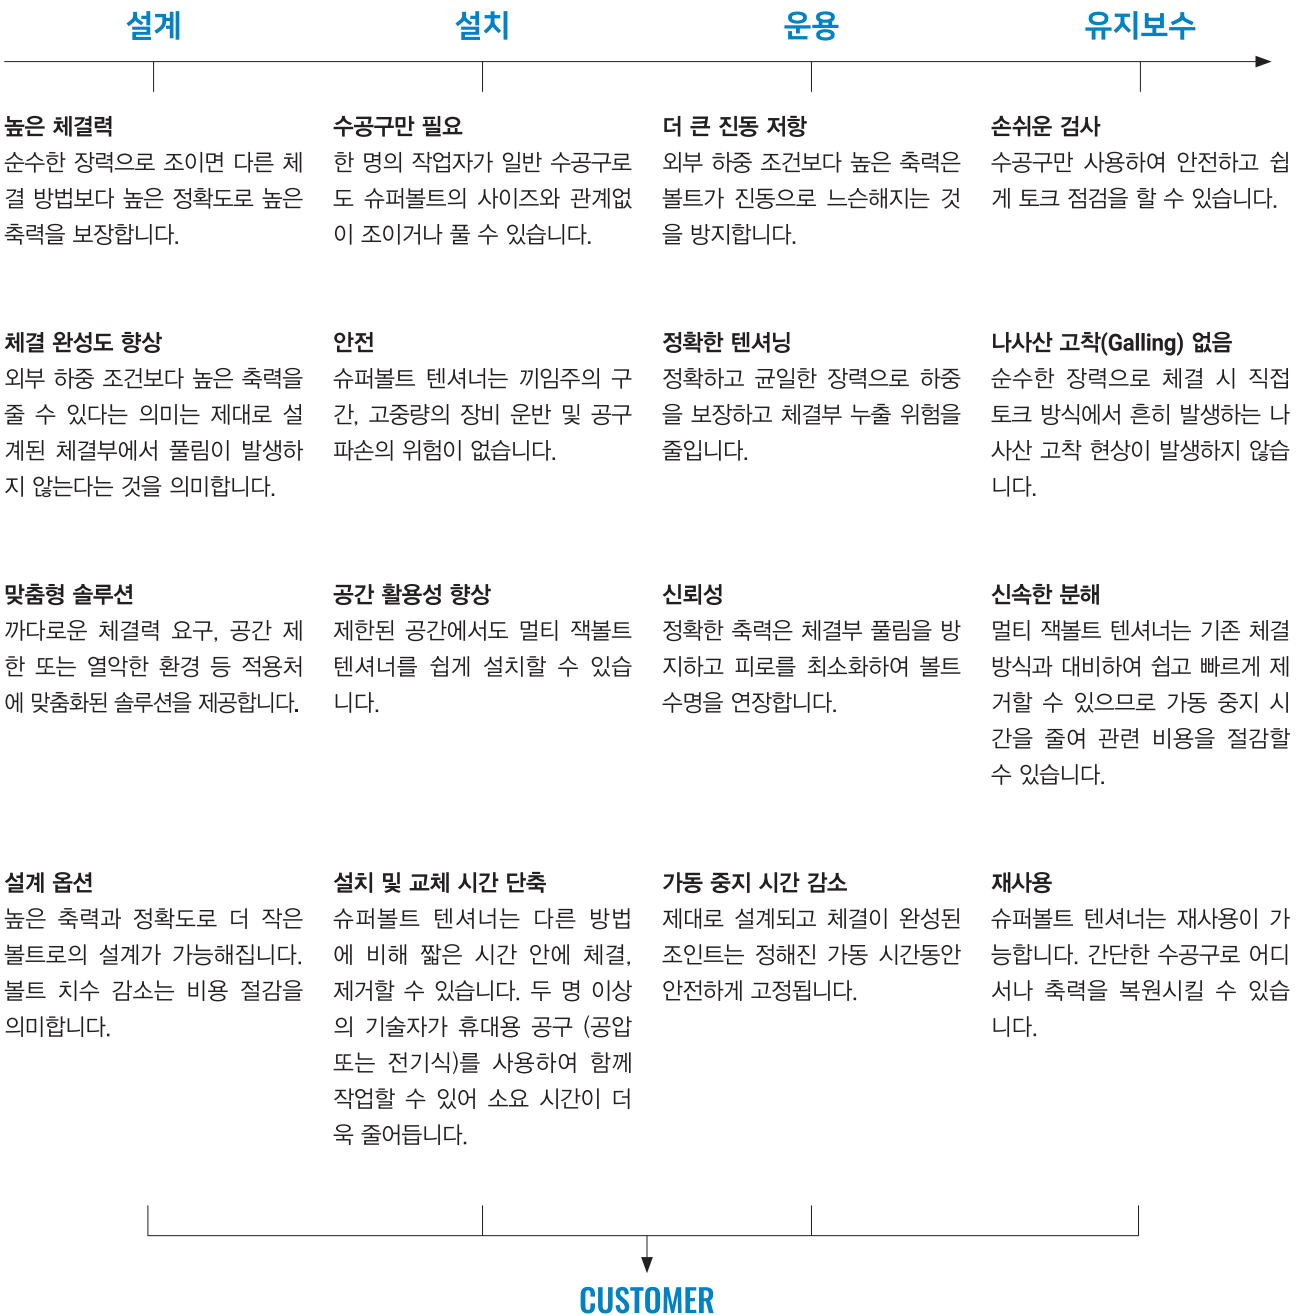 설계
설치
운용
유지보수
높은 체결력
순수한 장력으로 조이면 다른 체
결 방법보다 높은 정확도로 높은
축력을 보장합니다.
수공구만 필요
한 명의 작업자가 일반 수공구로
도 슈퍼볼트의 사이즈와 관계없
이 조이거나 풀 수 있습니다.
더 큰 진동 저항
외부 하중 조건보다 높은 축력은
볼트가 진동으로 느슨해지는 것
을 방지합니다.
손쉬운 검사
수공구만 사용하여 안전하고 쉽
게 토크 점검을 할 수 있습니다.
체결 완성도 향상
외부 하중 조건보다 높은 축력을
줄 수 있다는 의미는 제대로 설
계된 체결부에서 풀림이 발생하
지 않는다는 것을 의미합니다.
안전
슈퍼볼트 텐셔너는 끼임주의 구
간, 고중량의 장비 운반 및 공구
파손의 위험이 없습니다.
정확한 텐셔닝
정확하고 균일한 장력으로 하중
을 보장하고 체결부 누출 위험을
줄입니다.
나사산 고착(Galling) 없음
순수한 장력으로 체결 시 직접
토크 방식에서 흔히 발생하는 나
사산 고착 현상이 발생하지 않습
니다.
맞춤형 솔루션
까다로운 체결력 요구, 공간 제
한 또는 열악한 환경 등 적용처
에 맞춤화된 솔루션을 제공합니다.
공간 활용성 향상
제한된 공간에서도 멀티 잭볼트
텐셔너를 쉽게 설치할 수 있습
니다.
신뢰성
정확한 축력은 체결부 풀림을 방
지하고 피로를 최소화하여 볼트
수명을 연장합니다.
신속한 분해
멀티 잭볼트 텐셔너는 기존 체결
방식과 대비하여 쉽고 빠르게 제
거할 수 있으므로 가동 중지 시
간을 줄여 관련 비용을 절감할
수 있습니다.
설계 옵션
높은 축력과 정확도로 더 작은
볼트로의 설계가 가능해집니다.
볼트 치수 감소는 비용 절감을
의미합니다.
설치 및 교체 시간 단축
슈퍼볼트 텐셔너는 다른 방법
에 비해 짧은 시간 안에 체결,
제거할 수 있습니다. 두 명 이상
의 기술자가 휴대용 공구 (공압
또는 전기식)를 사용하여 함께
작업할 수 있어 소요 시간이 더
욱 줄어듭니다.
가동 중지 시간 감소
제대로 설계되고 체결이 완성된
조인트는 정해진 가동 시간동안
안전하게 고정됩니다.
재사용
슈퍼볼트 텐셔너는 재사용이 가
능합니다. 간단한 수공구로 어디
서나 축력을 복원시킬 수 있습
니다.
CUSTOMER